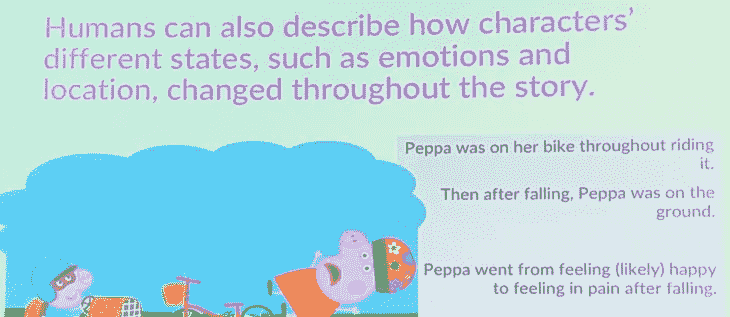 Humans can also describe how characters’
different states, such as emotions and
location, changed throughout the story.
Peppa was on her bike throughout riding
it.
Then after falling, Peppa was on the
ground.
Peppa went from feeling (likely) happy
to feeling in pain after falling.